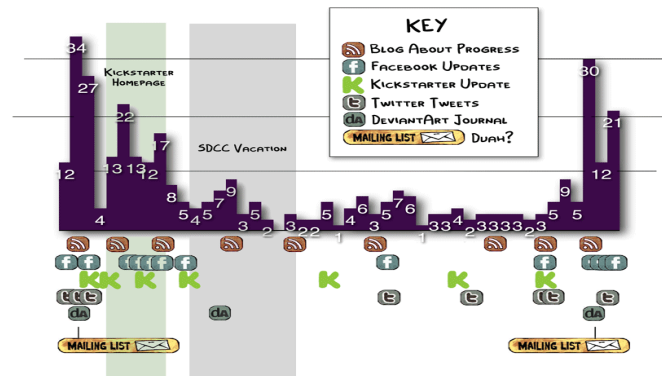 KEY
Blog About Progress
Facebook Updates
Kickstarter Update
Twitter Tweets
DeviantArt Journal
MAILING LIST Duah?
Kickstarter
Homepage
SDCC Vacation
12 34 27 4 13 22 13 12 17 8 5 4 5 7 9 3 5 2 3 2 2 5 1 4 6 3 5 7 6 1 3 3 4 2 3 3 3 3 2 3 5 9 5 30 12 21
MAILING LIST MAILING LIST